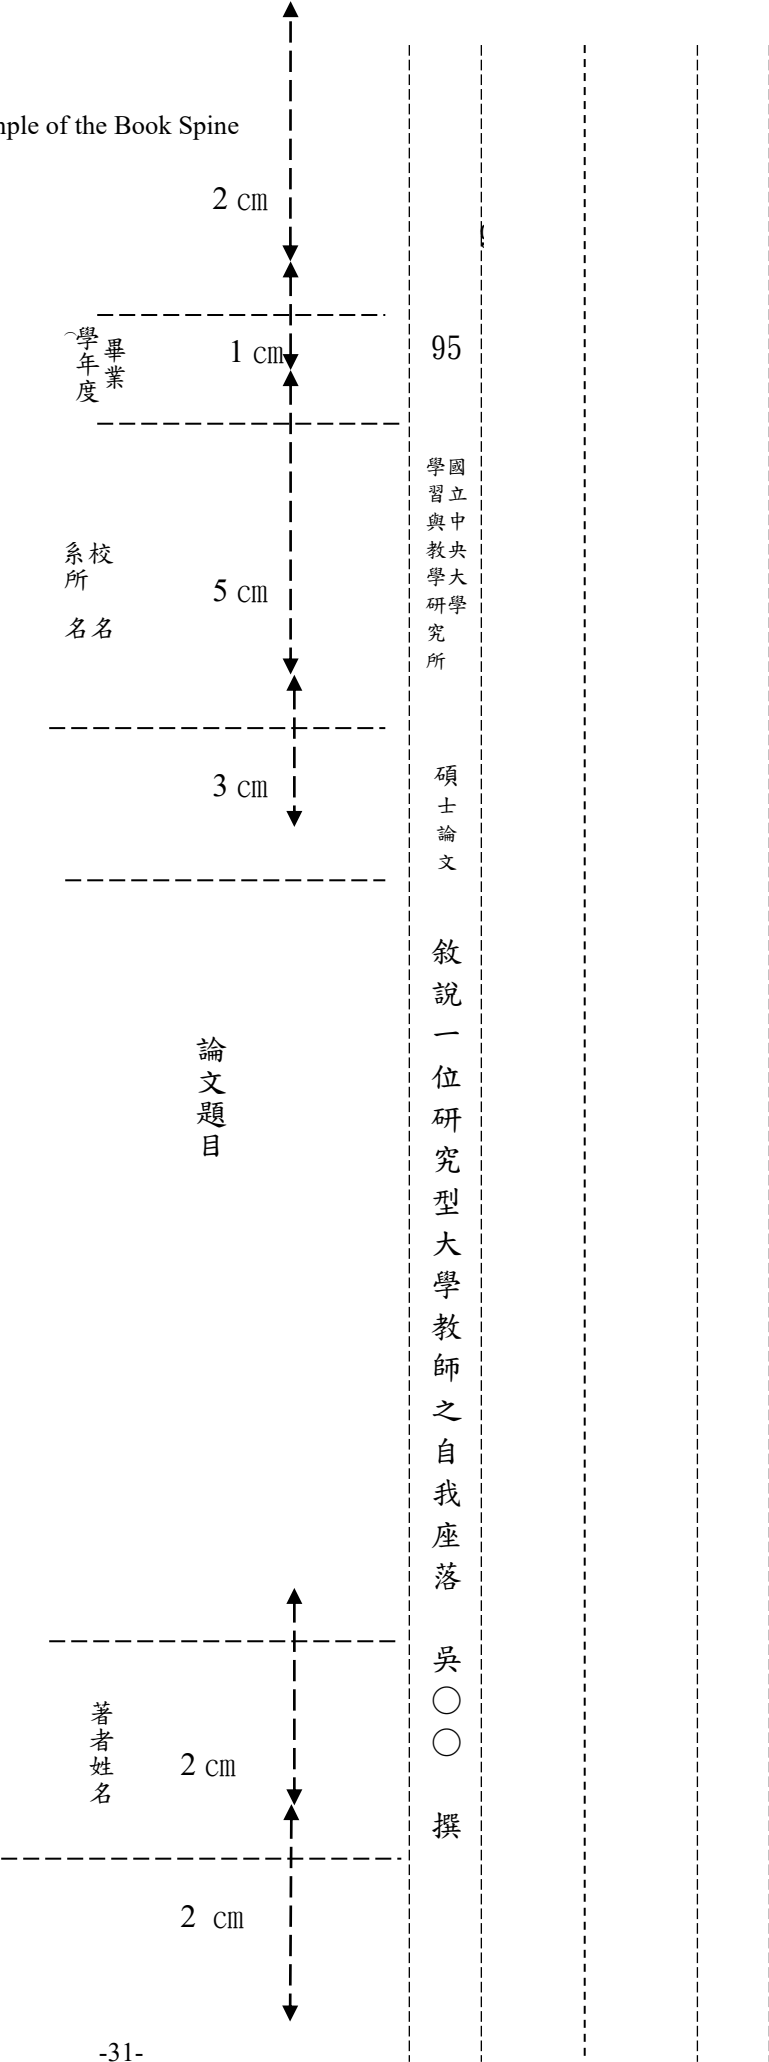 nple of the Book Spine
2 cm
畢業
︵學年度
1 cm
95
校名
系所名
5 cm
國立中央大學
學習與教學研究所
3 cm
碩士論文
論文題目
敘說一位研究型大學教師之自我座落
著者姓名
2 cm
吳〇〇 撰
2 cm
-31-